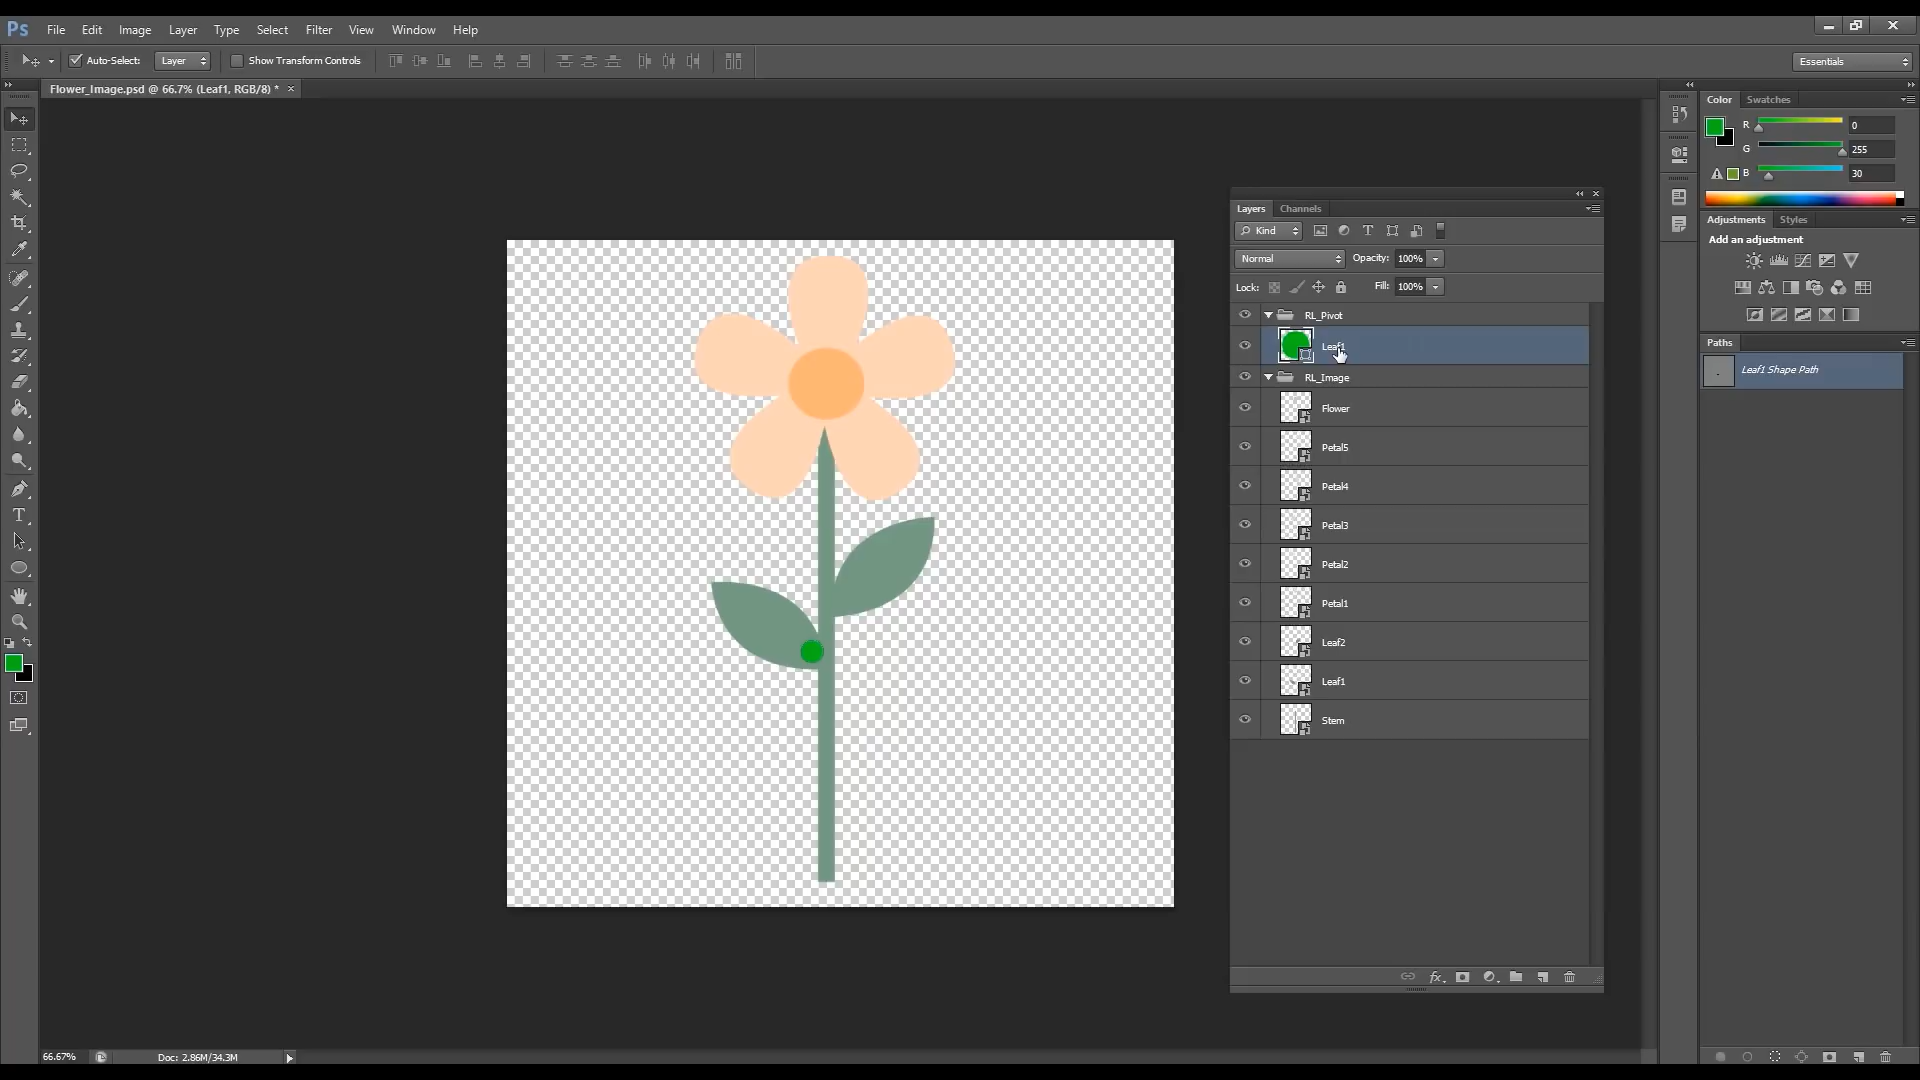 Ps File Edit Image Layer Type Select Filter View Window Help
Auto-Select: Layer Show Transform Controls Essentials
Flower_Image.psd @ 66.7% (Leaf1, RGB/8) * ×
Color Swatches
R 0
G 255
B 30
Adjustments Styles
Add an adjustment
Paths
Leaf1 Shape Path
Layers Channels
Kind
Normal Opacity: 100%
Lock: Fill: 100%
RL_Pivot
Leaf1
RL_Image
Flower
Petal5
Petal4
Petal3
Petal2
Petal1
Leaf2
Leaf1
Stem
fx
66.67% Doc: 2.86M/34.3M